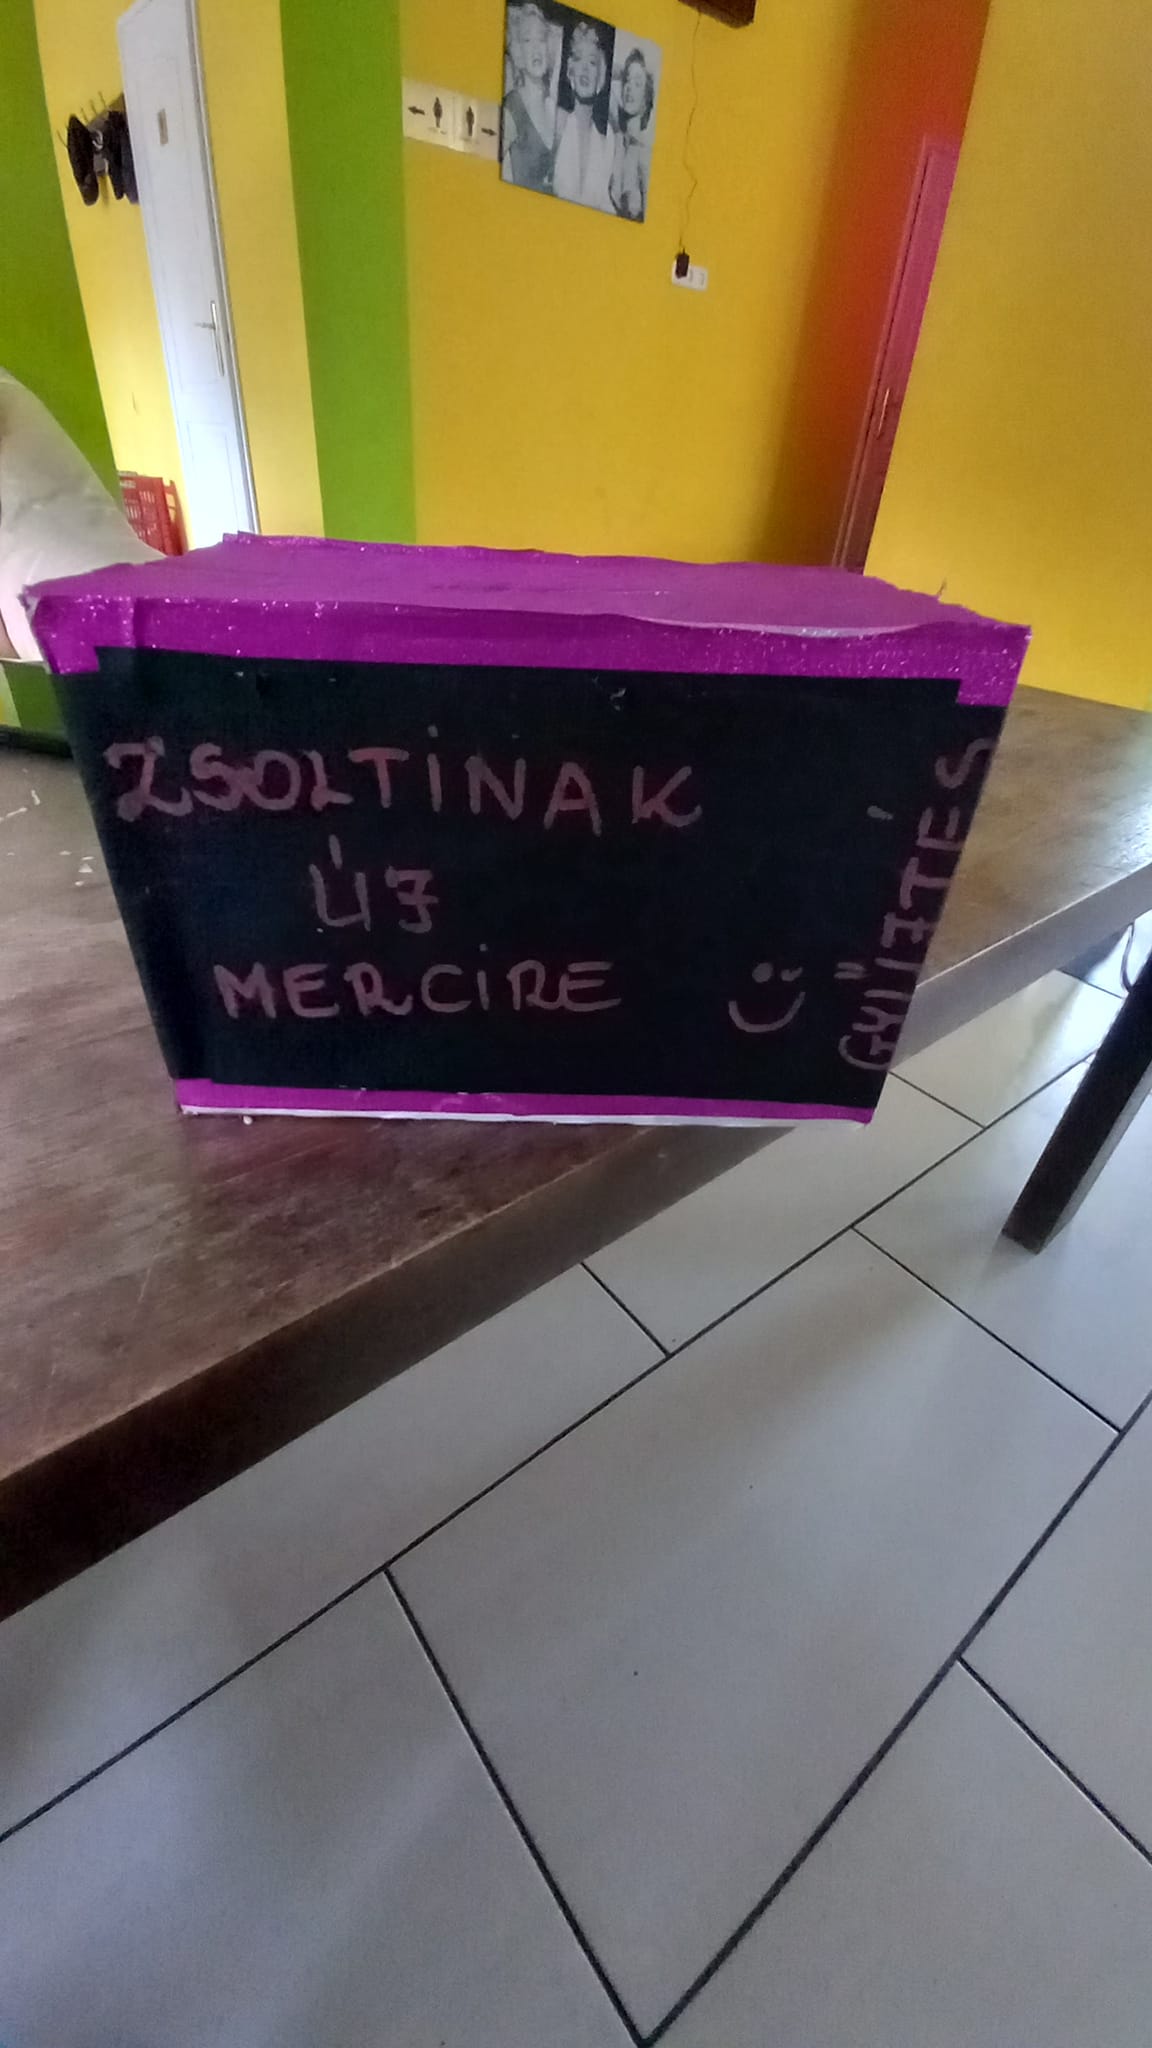 ZSOLTINAK
ÚJ
MERCIRE
GYŰJTÉS